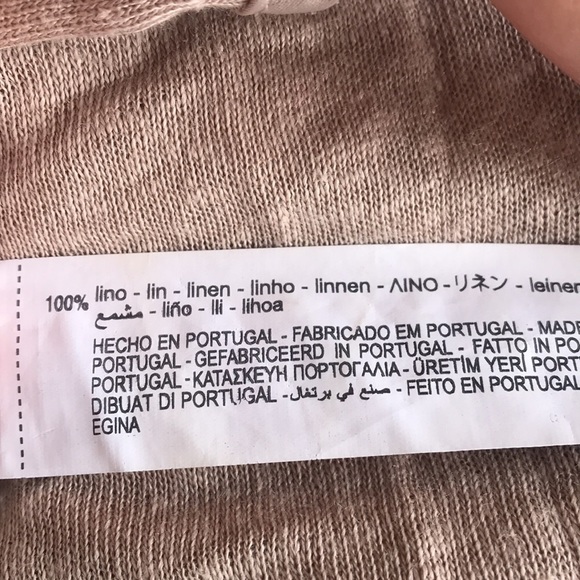 100% lino - lin - linen - linho - linnen - ΛΙΝΟ - リネン - leinen
مشمع - liño - lli - lihoa
HECHO EN PORTUGAL - FABRICADO EM PORTUGAL - MADE
PORTUGAL - GEFABRICEERD IN PORTUGAL - FATTO IN PO
PORTUGAL - ΚΑΤΑΣΚΕΥΗ ΠΟΡΤΟΓΑΛΙΑ - ÜRETİM YERİ PORT
DIBUAT DI PORTUGAL - صنع في برتغال - FEITO EN PORTUGAL
EGINA